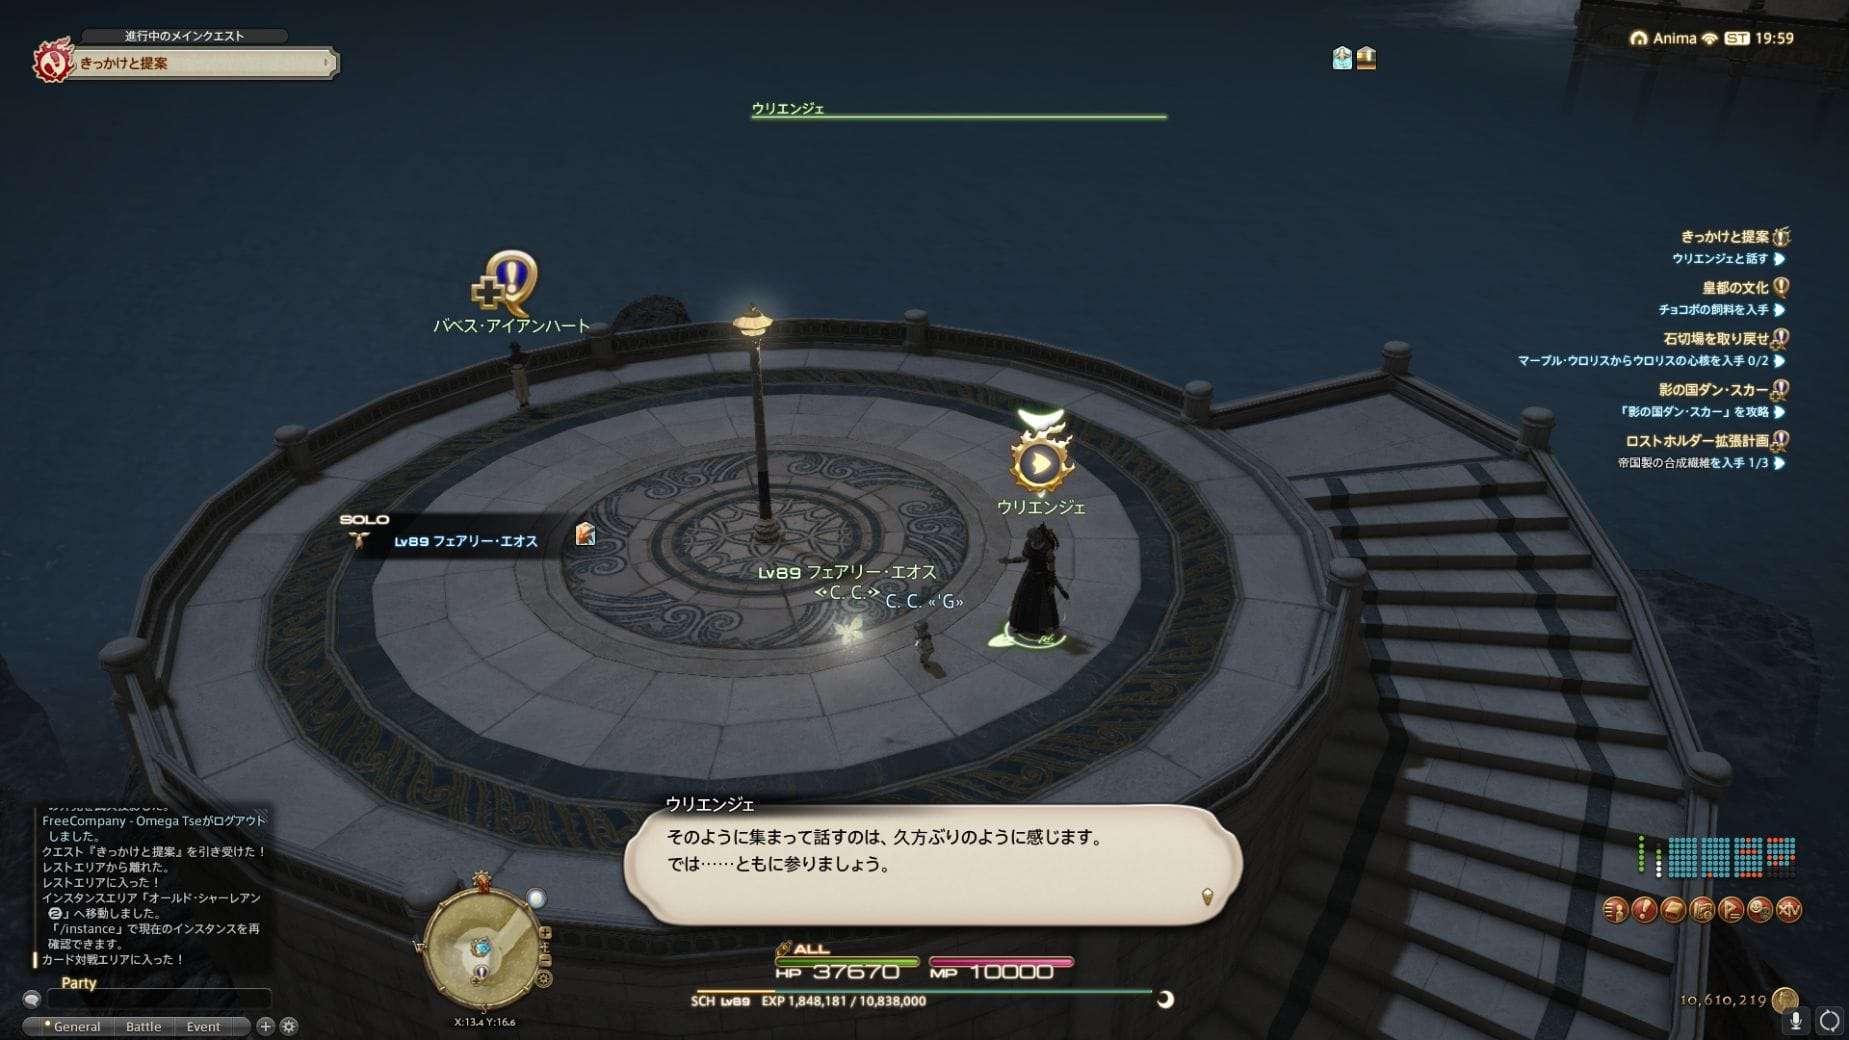 進行中のメインクエスト
きっかけと提案
Anima ST 19:59
ウリエンジェ
きっかけと提案
ウリエンジェと話す
皇都の文化
チョコボの飼料を入手
石切場を取り戻せ
マーブル・ウロリスからウロリスの心核を入手 0/2
影の国ダン・スカー
「影の国ダン・スカー」を攻略
ロストホルダー拡張計画
帝国製の合成繊維を入手 1/3
バベス・アイアンハート
ウリエンジェ
SOLO
Lv89 フェアリー・エオス
Lv89 フェアリー・エオス
«C. C.»
C. C. «'G»
ウリエンジェ
そのように集まって話すのは、久方ぶりのように感じます。
では……ともに参りましょう。
FreeCompany - Omega Tseがログアウト
しました。
クエスト『きっかけと提案』を引き受けた！
レストエリアから離れた。
レストエリアに入った！
インスタンスエリア「オールド・シャーレアン
2」へ移動しました。
「/instance」で現在のインスタンスを再
確認できます。
カード対戦エリアに入った！
Party
General Battle Event
X:13.4 Y:16.6
ALL
HP 37670 MP 10000
SCH Lv89 EXP 1,848,181 / 10,838,000
XIV
10,610,219